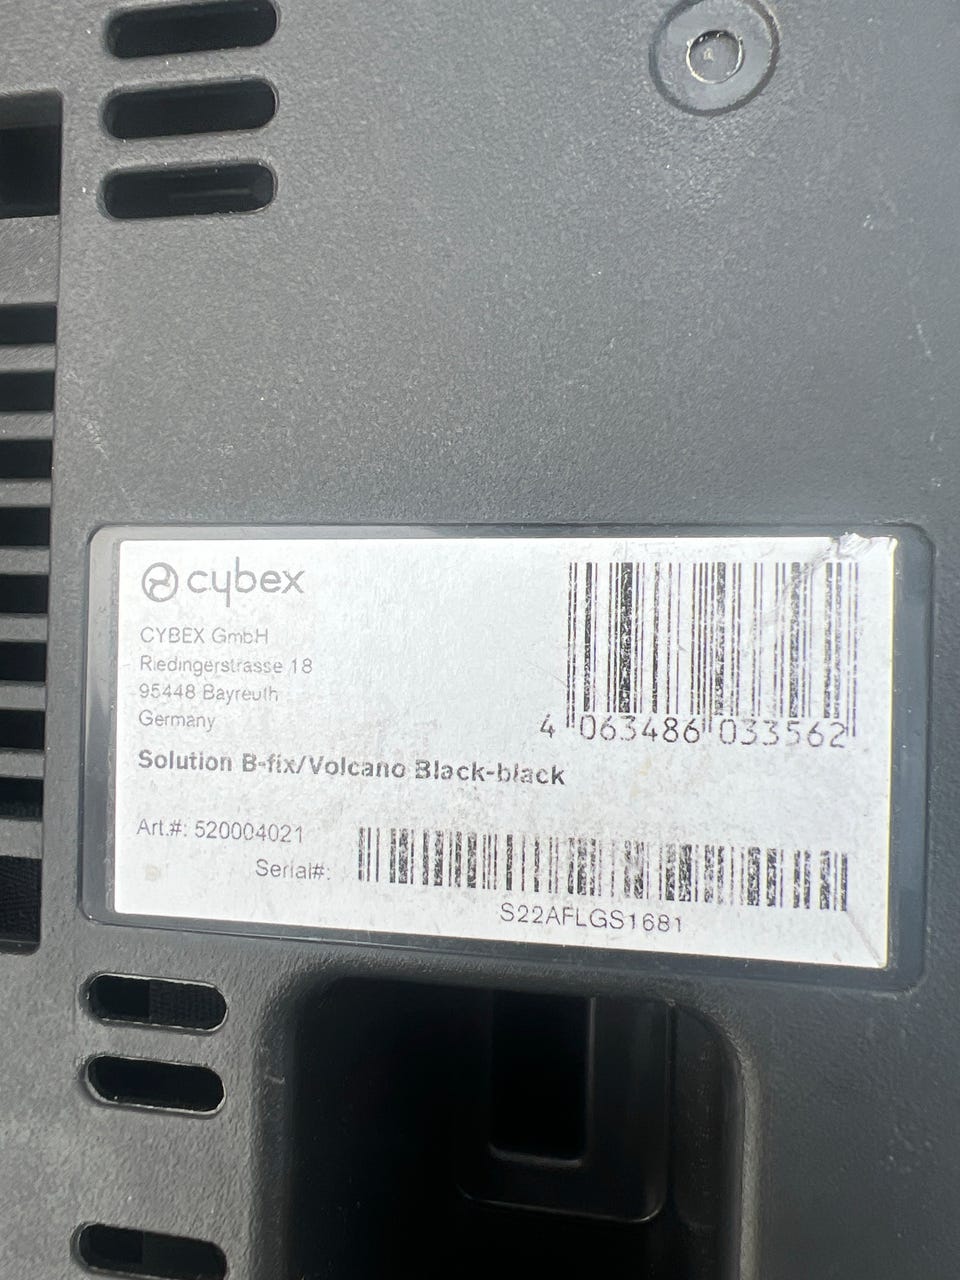 cybex
CYBEX GmbH
Riedingerstrasse 18
95448 Bayreuth
Germany
4 063486 033562
Solution B-fix/Volcano Black-black
Art.#: 520004021
Serial#:
S22AFLGS1681